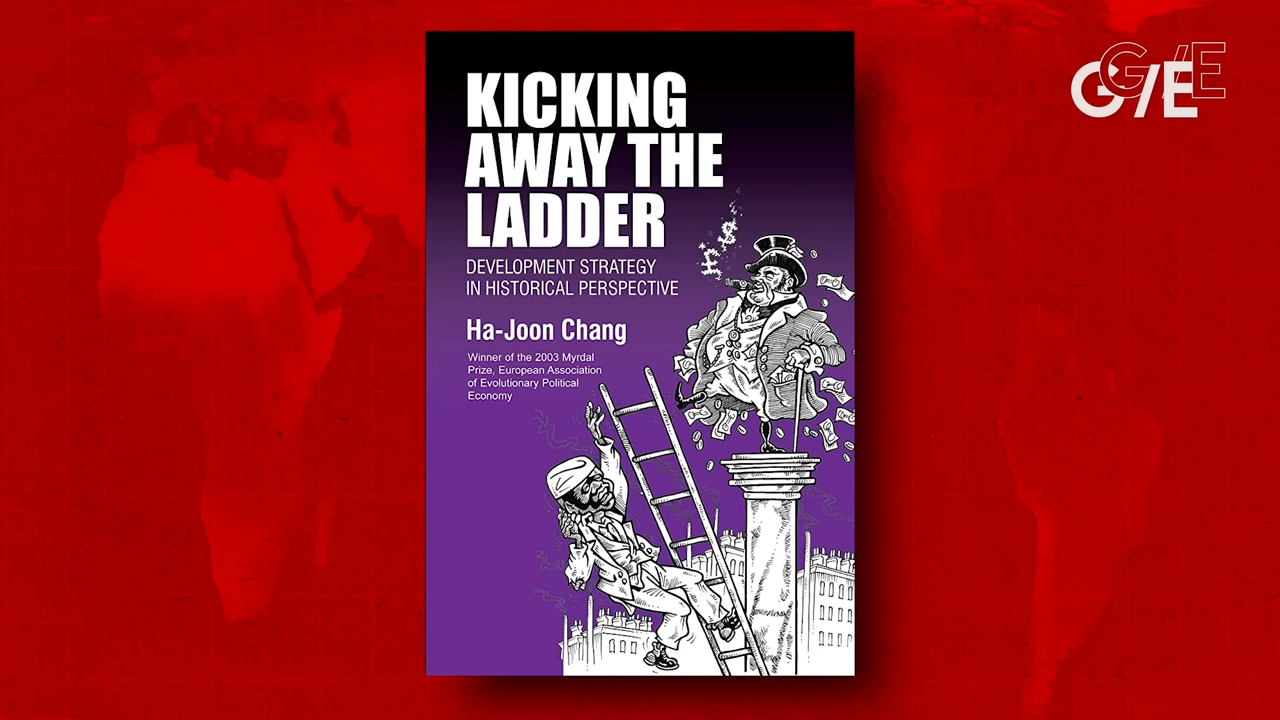 KICKING
AWAY THE
LADDER
DEVELOPMENT STRATEGY
IN HISTORICAL PERSPECTIVE
Ha-Joon Chang
Winner of the 2003 Myrdal
Prize, European Association
of Evolutionary Political
Economy
G/E
G/E
$
£